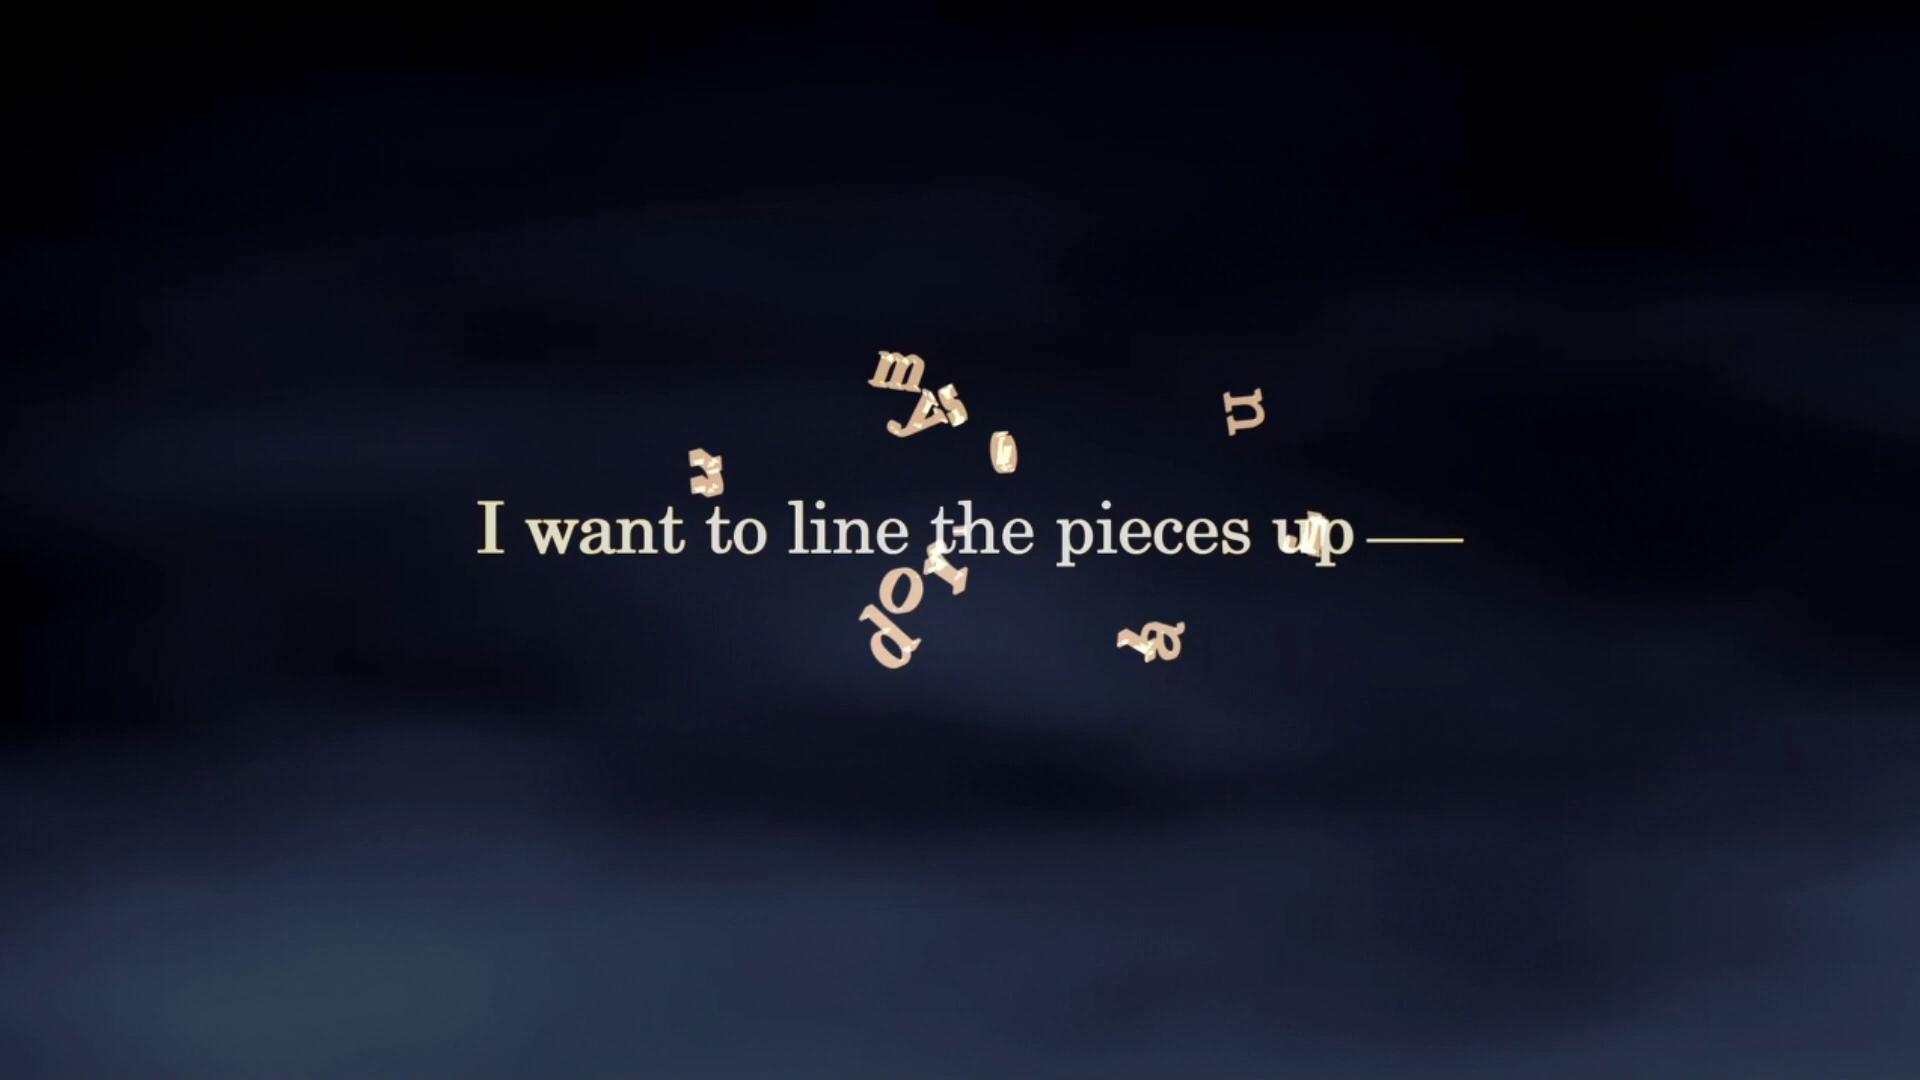 I want to line the pieces up —